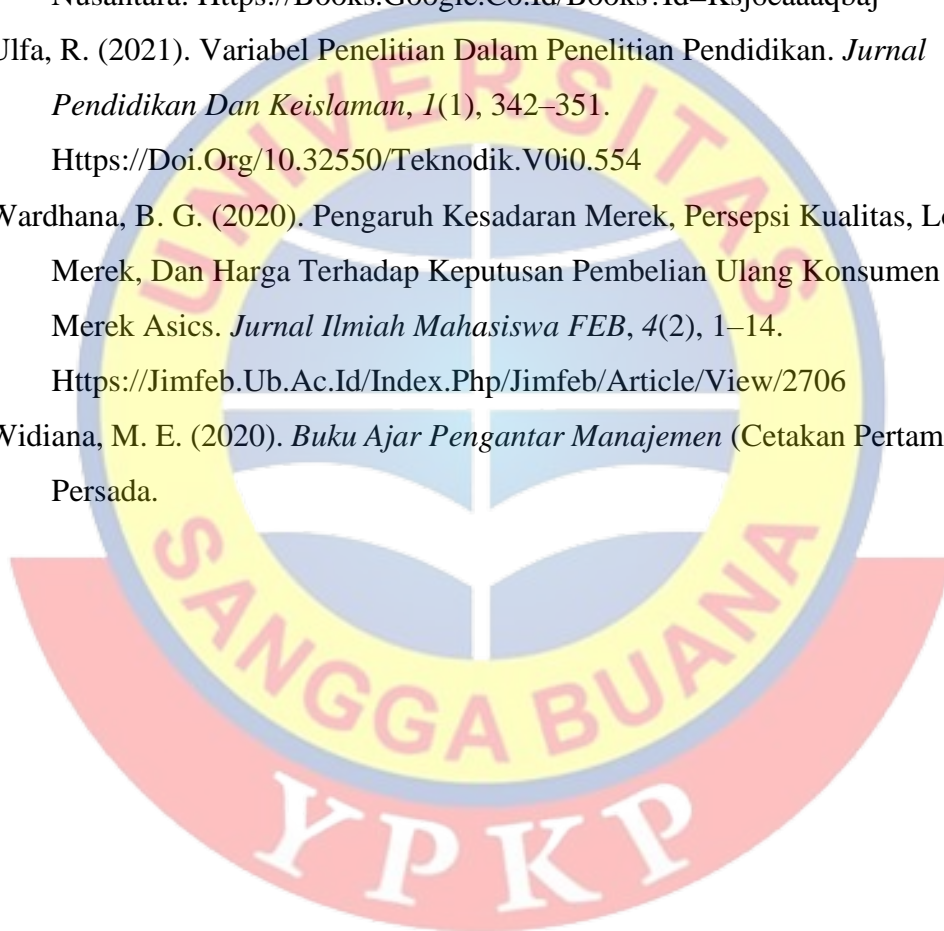 Ulfa, R. (2021). Variabel Penelitian Dalam Penelitian Pendidikan. Jurnal
Pendidikan Dan Keislaman, 1(1), 342–351.
Https://Doi.Org/10.32550/Teknodik.V0i0.554
Wardhana, B. G. (2020). Pengaruh Kesadaran Merek, Persepsi Kualitas,
Merek, Dan Harga Terhadap Keputusan Pembelian Ulang Konsumen
Merek Asics. Jurnal Ilmiah Mahasiswa FEB, 4(2), 1–14.
Https://Jimfeb.Ub.Ac.Id/Index.Php/Jimfeb/Article/View/2706
Widiana, M. E. (2020). Buku Ajar Pengantar Manajemen (Cetakan
Persada.
UNIVERSITAS
SANGGA BUANA
YPKP